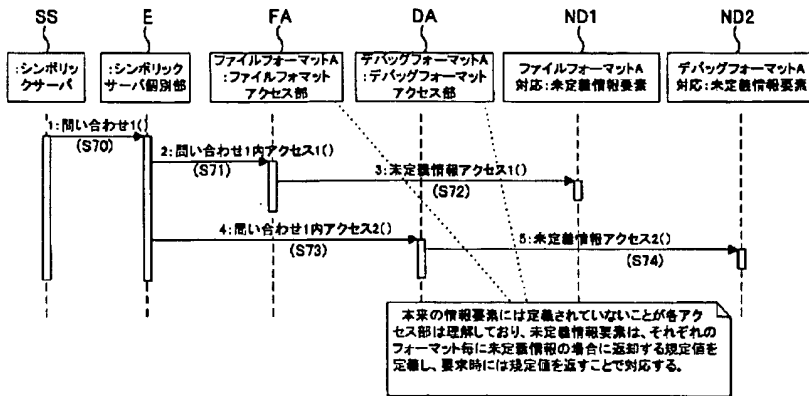 SS
E
FA
DA
ND1
ND2
:シンボリッ
クサーバ
:シンボリック
サーバ個別部
ファイルフォーマットA
:ファイルフォマット
アクセス部
デバッグフォーマットA
:デバッグフォーマット
アクセス部
ファイルフォーマットA
対応:未定義情報要素
デバッグフォーマットA
対応:未定義情報要素
1:問い合わせ1()
(S70)
2:問い合わせ1内アクセス1()
(S71)
3:未定義情報アクセス1()
(S72)
4:問い合わせ1内アクセス2()
(S73)
5:未定義情報アクセス2()
(S74)
本来の情報要素には定義されていないことが各アク
セス部は理解しており、未定義情報要素は、それぞれの
フォーマット毎に未定義情報の場合に返却する規定値を
定義し、要求時には規定値を返すことで対応する。